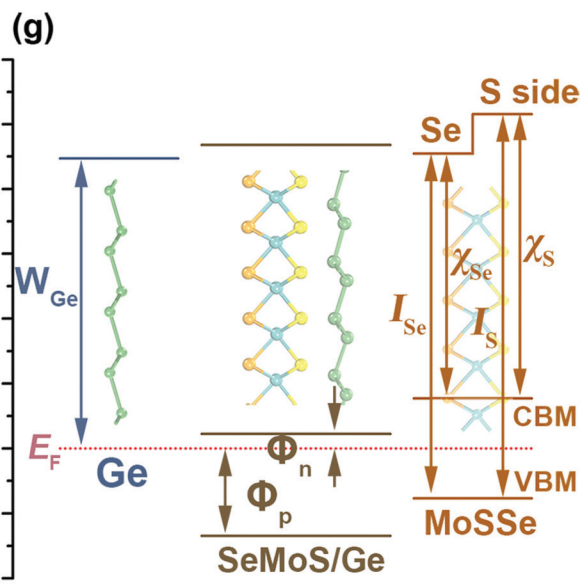 (g)
S side
Se
W_Ge
χ_Se
χ_S
I_Se
I_S
CBM
E_F
Φ_n
Ge
Φ_p
VBM
MoSSe
SeMoS/Ge